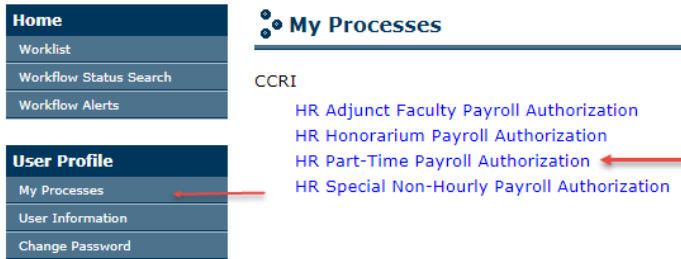 Home
Worklist
Workflow Status Search
Workflow Alerts
User Profile
My Processes
User Information
Change Password
My Processes
CCRI
HR Adjunct Faculty Payroll Authorization
HR Honorarium Payroll Authorization
HR Part-Time Payroll Authorization
HR Special Non-Hourly Payroll Authorization